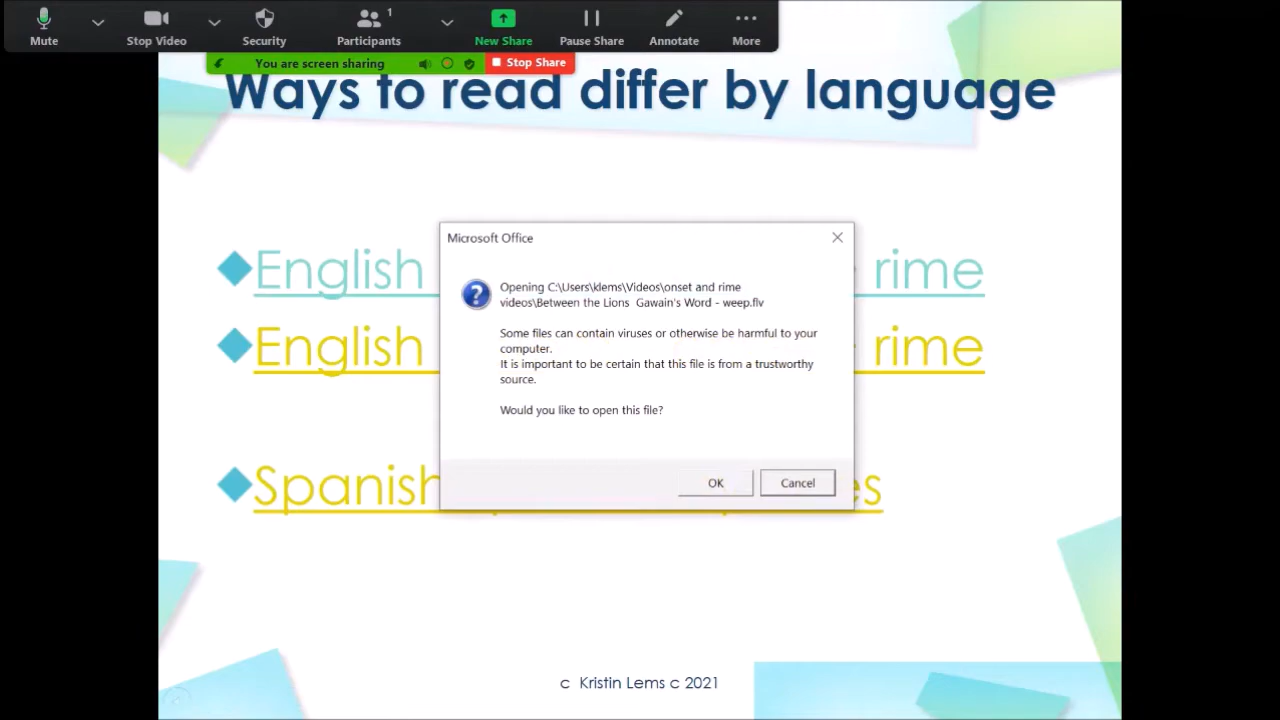 1
Mute
Stop Video
Security
Participants
New Share
Pause Share
Annotate
More
You are screen sharing
Stop Share
Ways to read differ by language
English
rime
English
rime
Spanish
Microsoft Office
Opening C:\Users\klems\Videos\onset and rime
videos\Between the Lions  Gawain's Word - weep.flv
Some files can contain viruses or otherwise be harmful to your
computer.
It is important to be certain that this file is from a trustworthy
source.
Would you like to open this file?
OK
Cancel
c  Kristin Lems c 2021